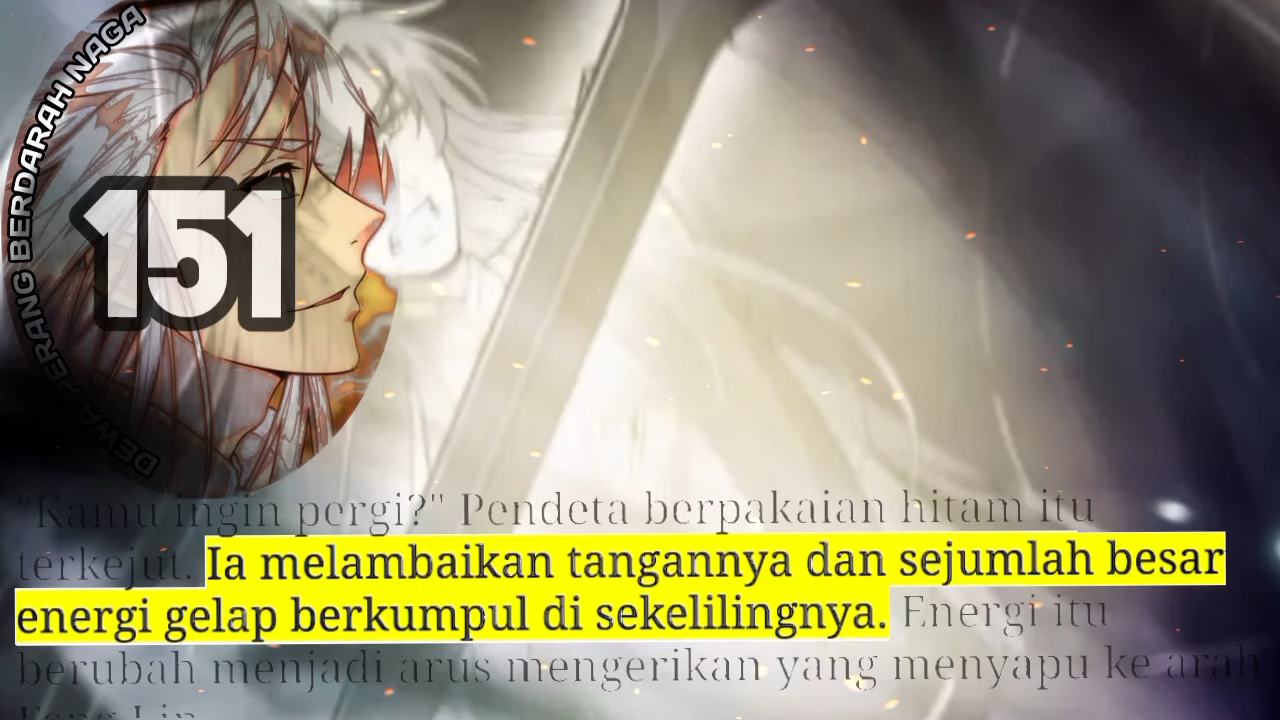 DEWA PERANG BERDARAH NAGA
151
"Kamu ingin pergi?" Pendeta berpakaian hitam itu
terkejut. Ia melambaikan tangannya dan sejumlah besar
energi gelap berkumpul di sekelilingnya. Energi itu
berubah menjadi arus mengerikan yang menyapu ke arah